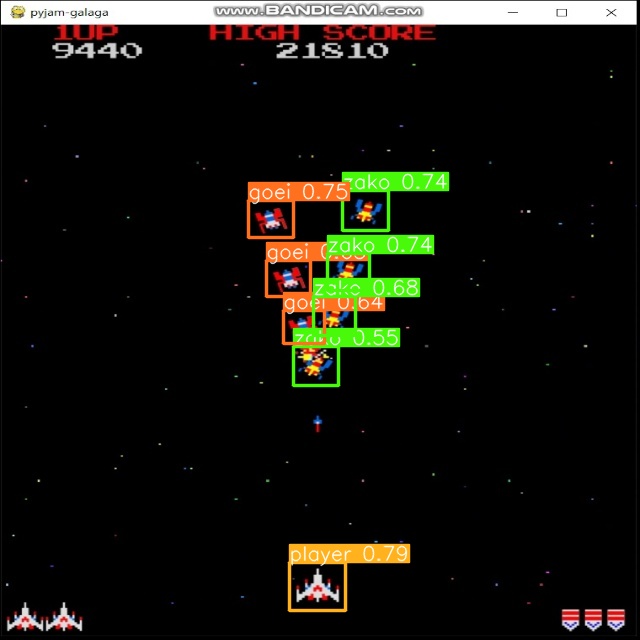 pyjam-galaga
www.BANDICAM.com
1UP HIGH SCORE
9440 21810
zako 0.74
goei 0.75
zako 0.74
goei
zako 0.68
goei 0.64
zako 0.55
player 0.79